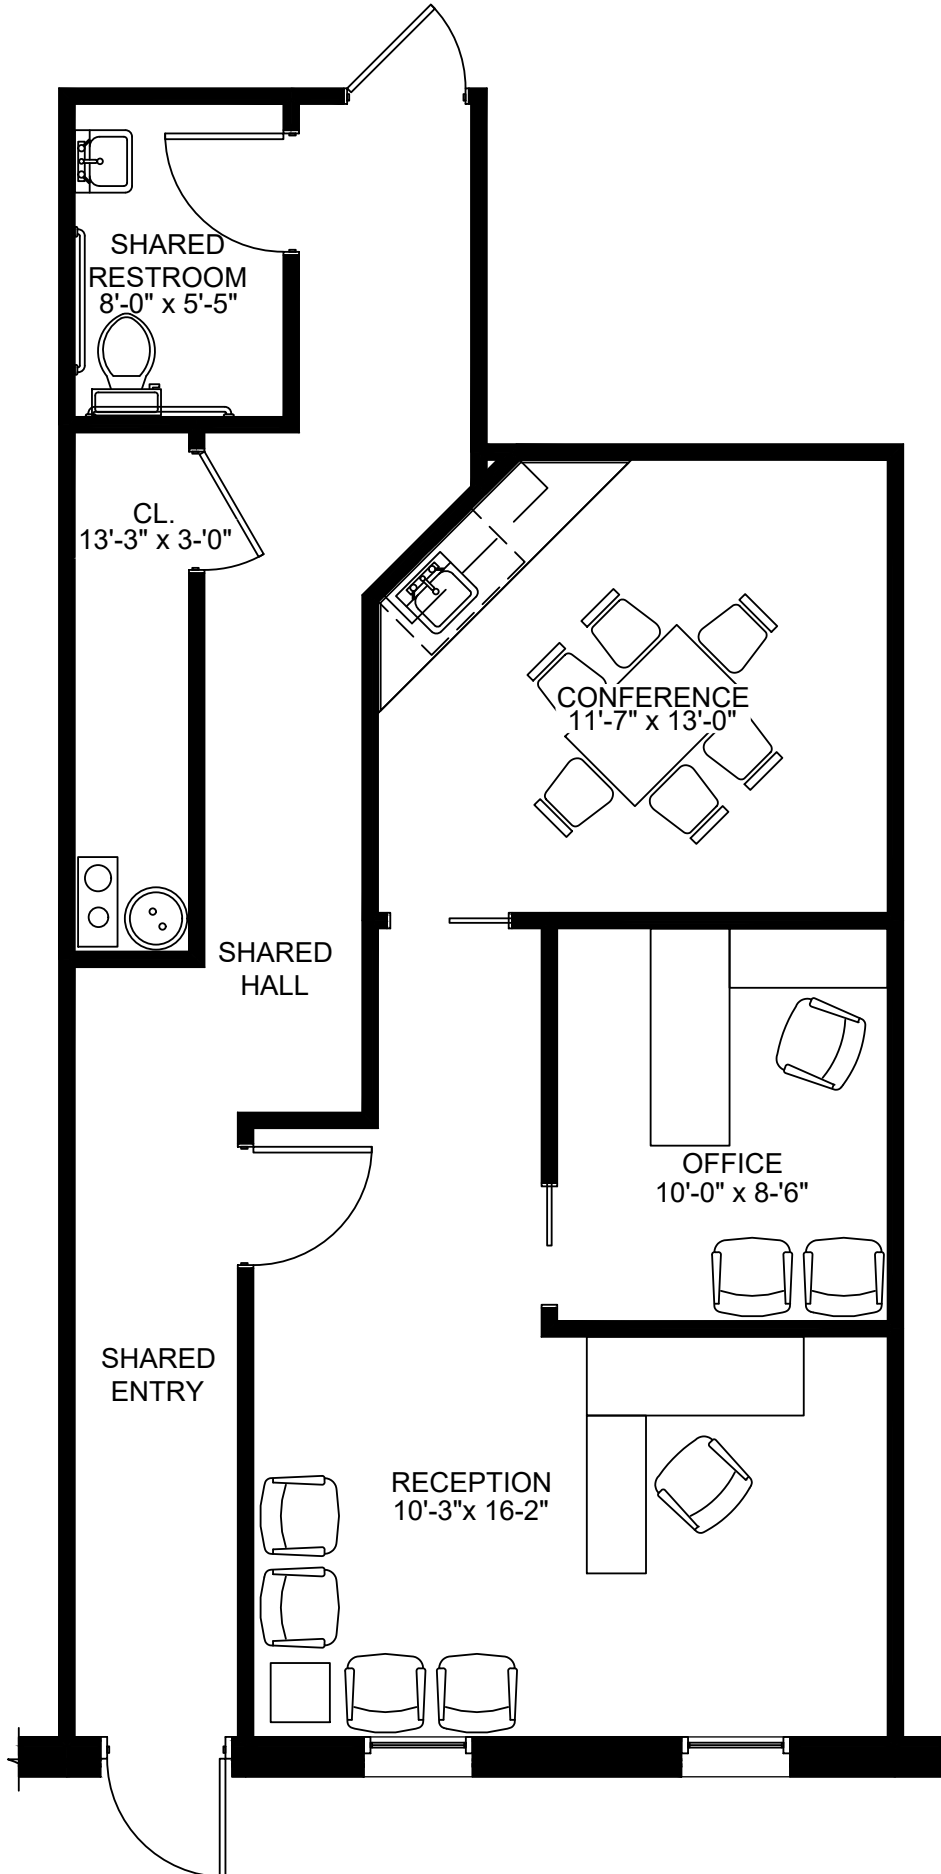 SHARED
RESTROOM
8'-0" x 5'-5"
CL.
13'-3" x 3-'0"
CONFERENCE
11'-7" x 13'-0"
SHARED
HALL
OFFICE
10'-0" x 8-'6"
SHARED
ENTRY
RECEPTION
10'-3"x 16-2"